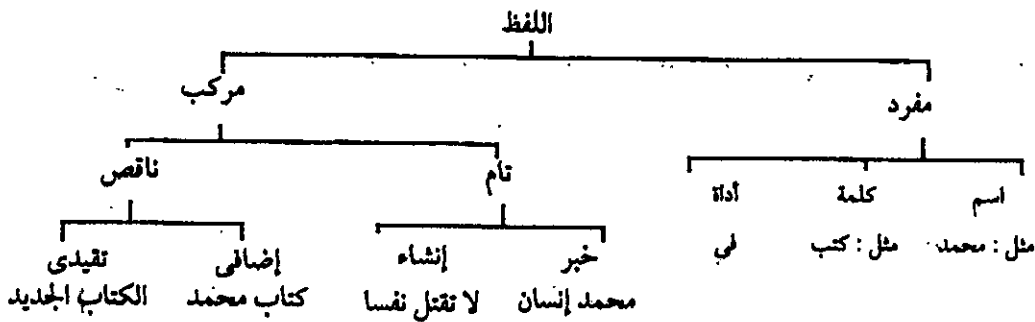 اللفظ
مفرد مركب
اسم كلمة أداة تام ناقص
مثل : محمد مثل : كتب في
خبر إنشاء إضافى تقيدى
محمد إنسان لا تقتل نفسا كتاب محمد الكتاب الجديد